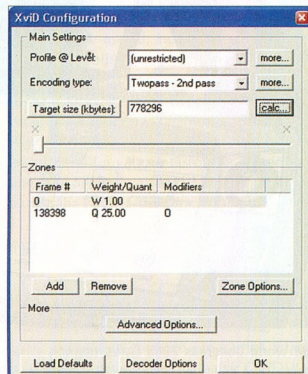 XviD Configuration
Main Settings
Profile @ Level: (unrestricted) more...
Encoding type: Twopass - 2nd pass more...
Target size (kbytes): 778296 calc...
Zones
Frame # Weight/Quant Modifiers
0 W 1.00
138398 Q 25.00 O
Add Remove Zone Options...
More
Advanced Options...
Load Defaults Decoder Options OK